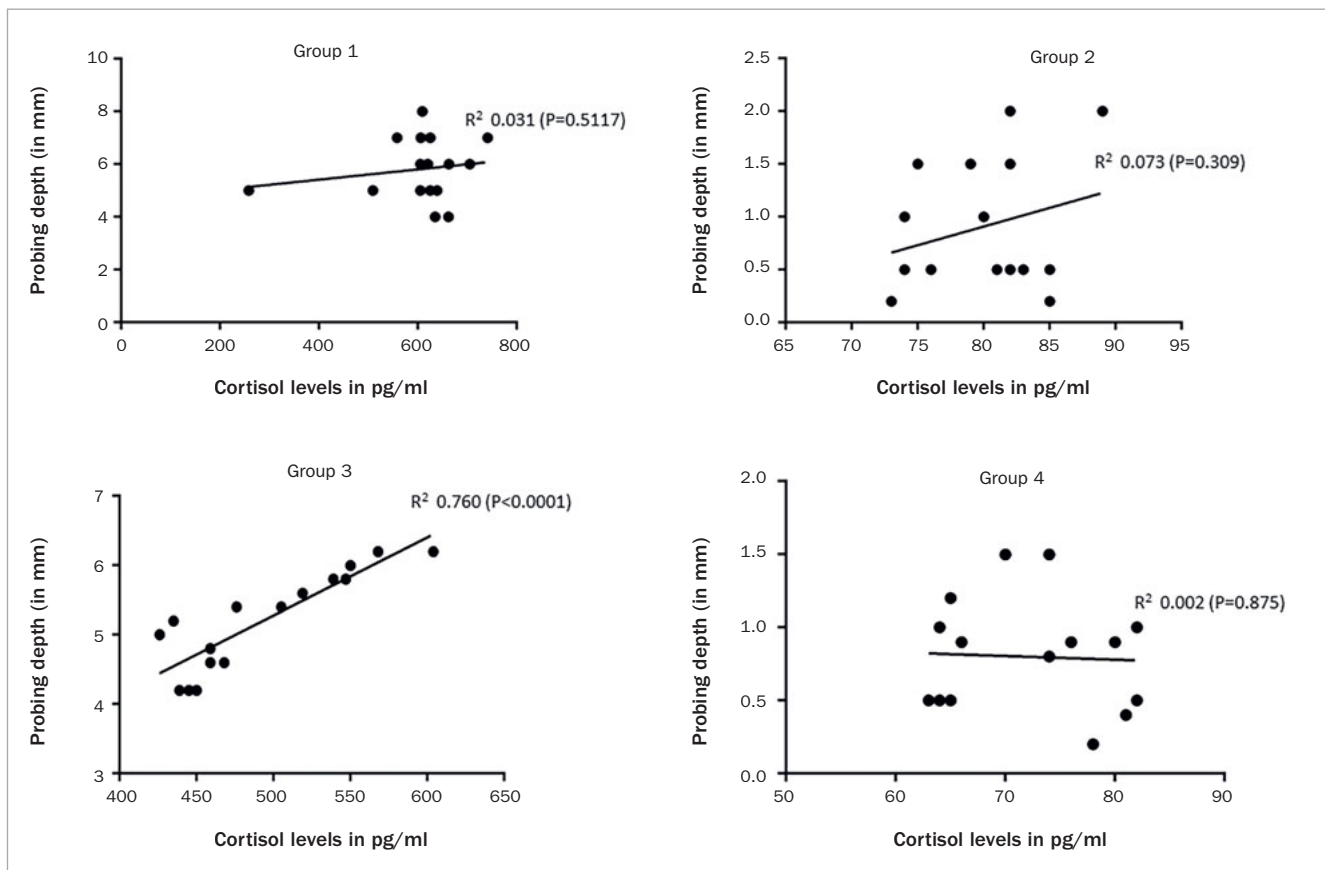 Group 1
Probing depth (in mm)
10
8
6
4
2
0
R² 0.031 (P=0.5117)
0 200 400 600 800
Cortisol levels in pg/ml
Group 2
Probing depth (in mm)
2.5
2.0
1.5
1.0
0.5
0.0
R² 0.073 (P=0.309)
65 70 75 80 85 90 95
Cortisol levels in pg/ml
Group 3
Probing depth (in mm)
7
6
5
4
3
R² 0.760 (P<0.0001)
400 450 500 550 600 650
Cortisol levels in pg/ml
Group 4
Probing depth (in mm)
2.0
1.5
1.0
0.5
0.0
R² 0.002 (P=0.875)
50 60 70 80 90
Cortisol levels in pg/ml